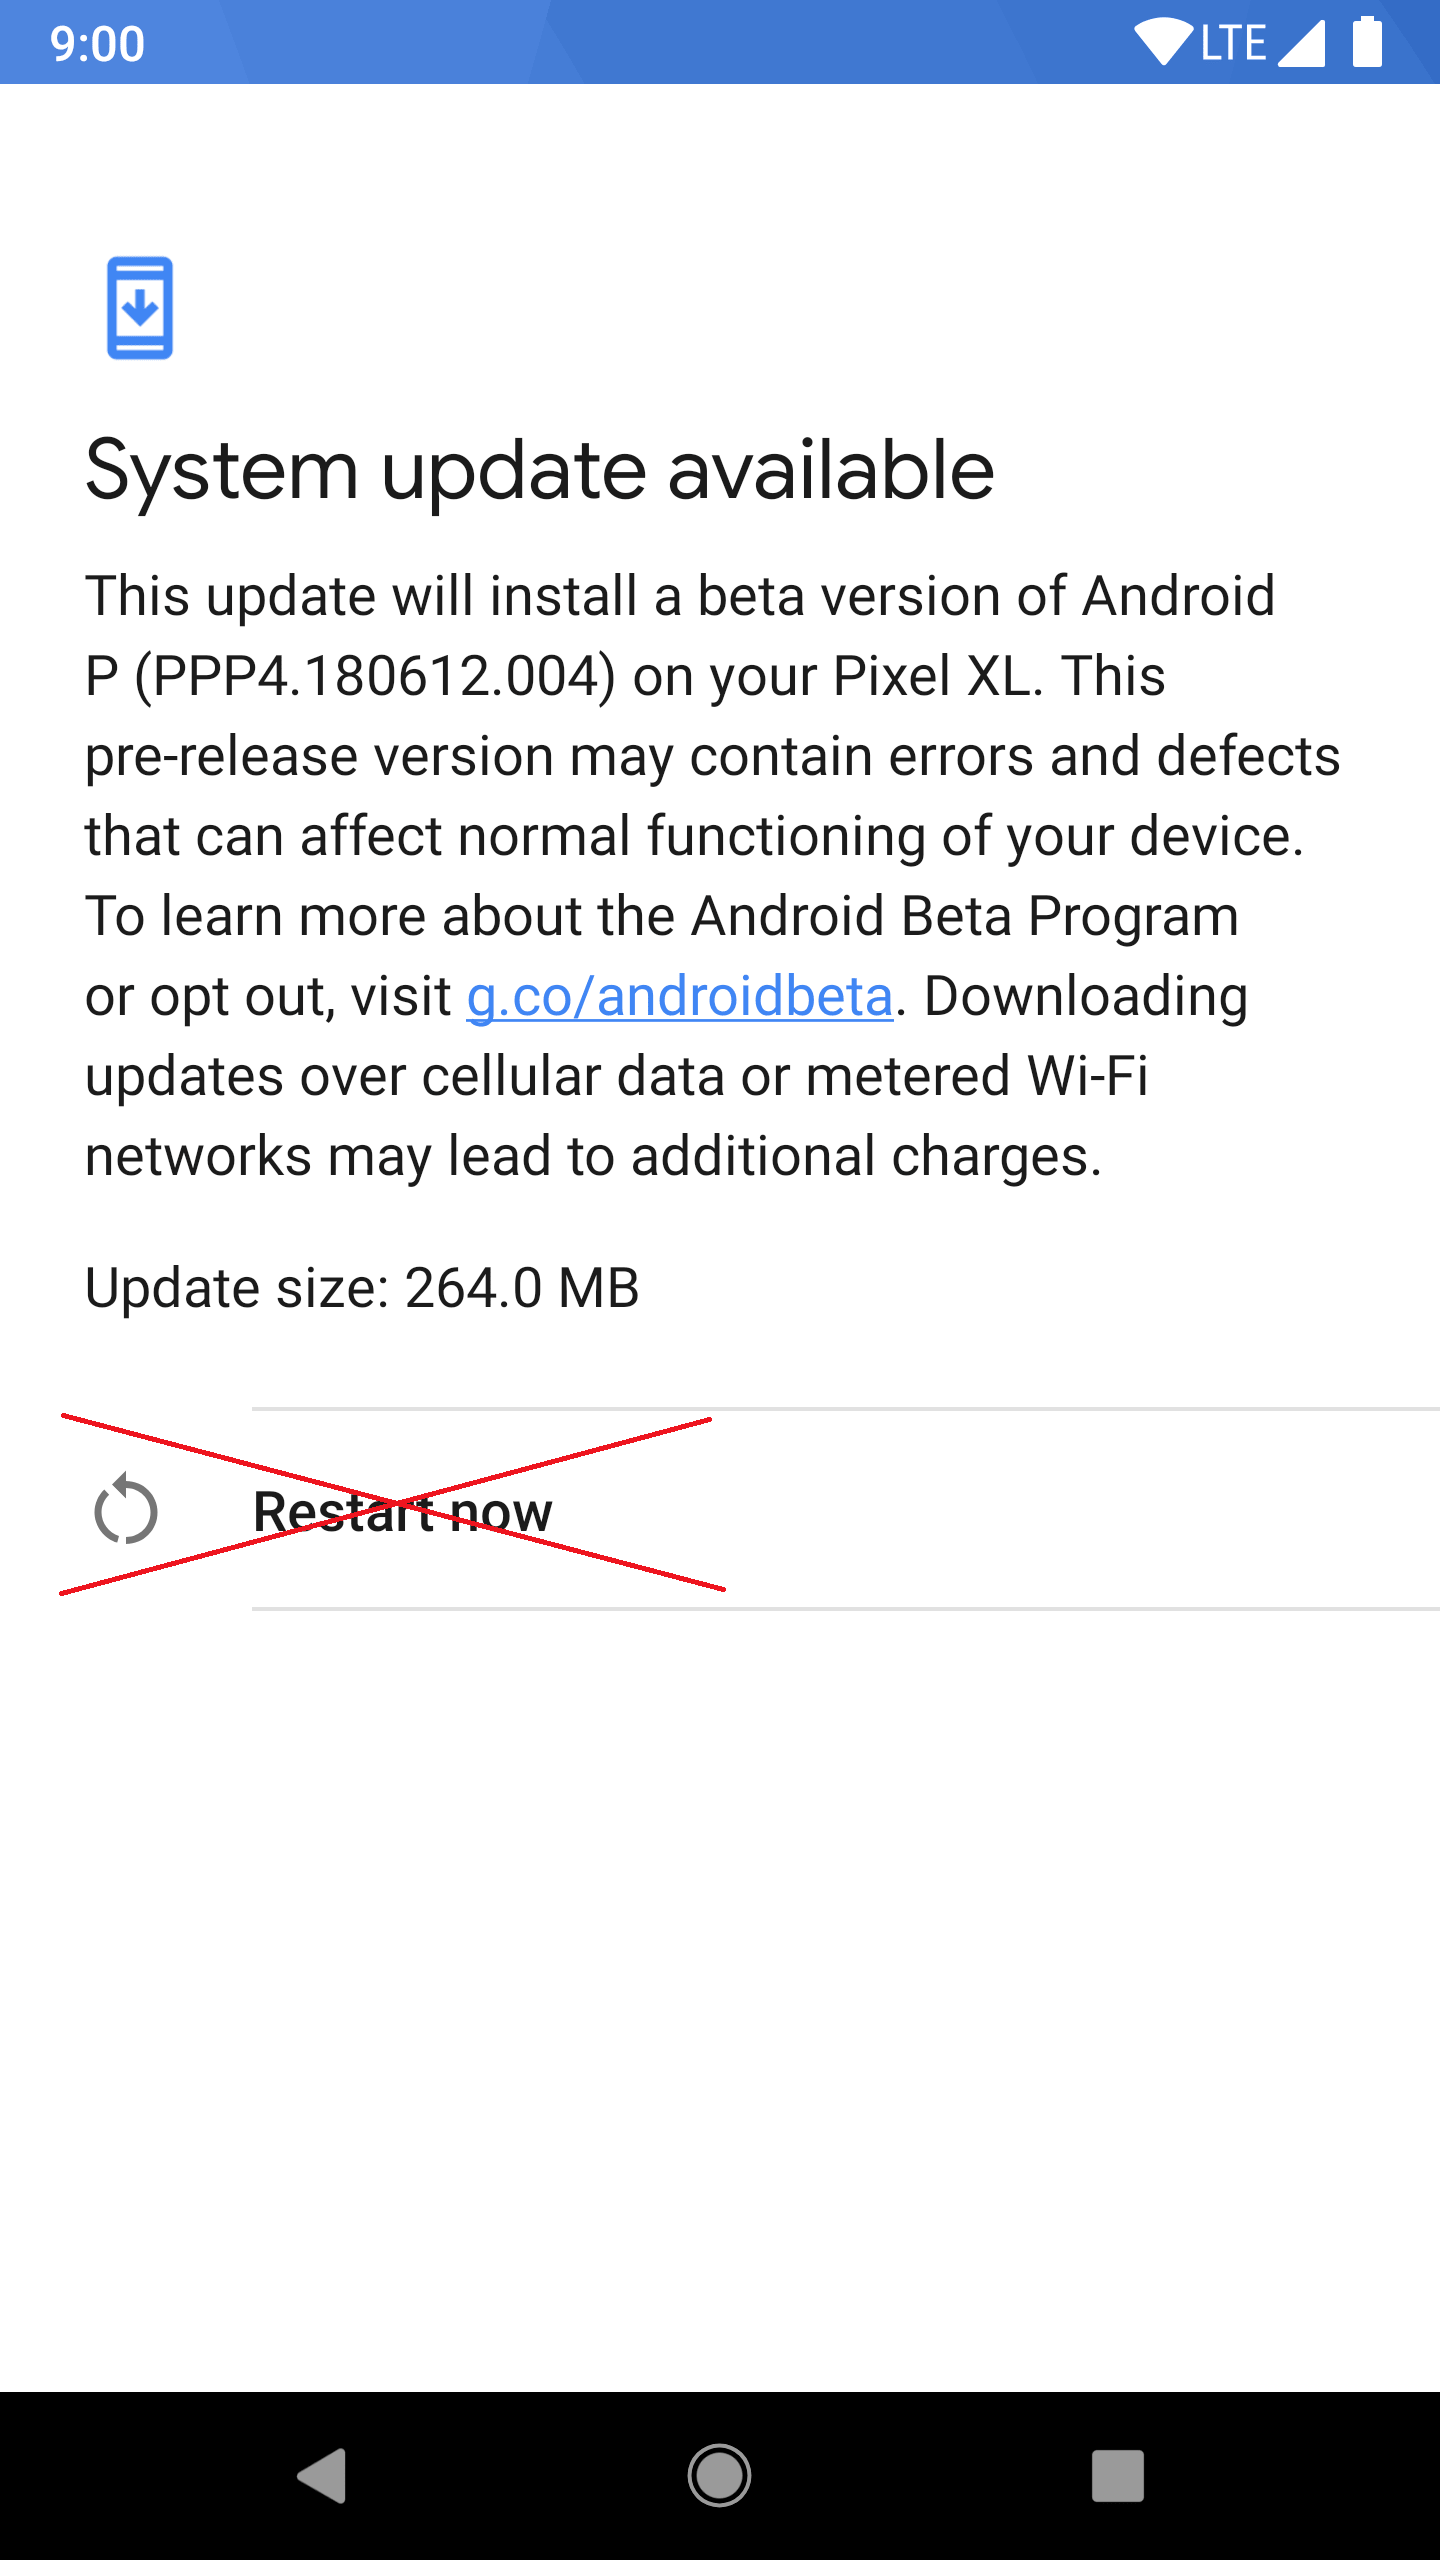 9:00 LTE
System update available
This update will install a beta version of Android
P (PPP4.180612.004) on your Pixel XL. This
pre-release version may contain errors and defects
that can affect normal functioning of your device.
To learn more about the Android Beta Program
or opt out, visit g.co/androidbeta. Downloading
updates over cellular data or metered Wi-Fi
networks may lead to additional charges.
Update size: 264.0 MB
Restart now